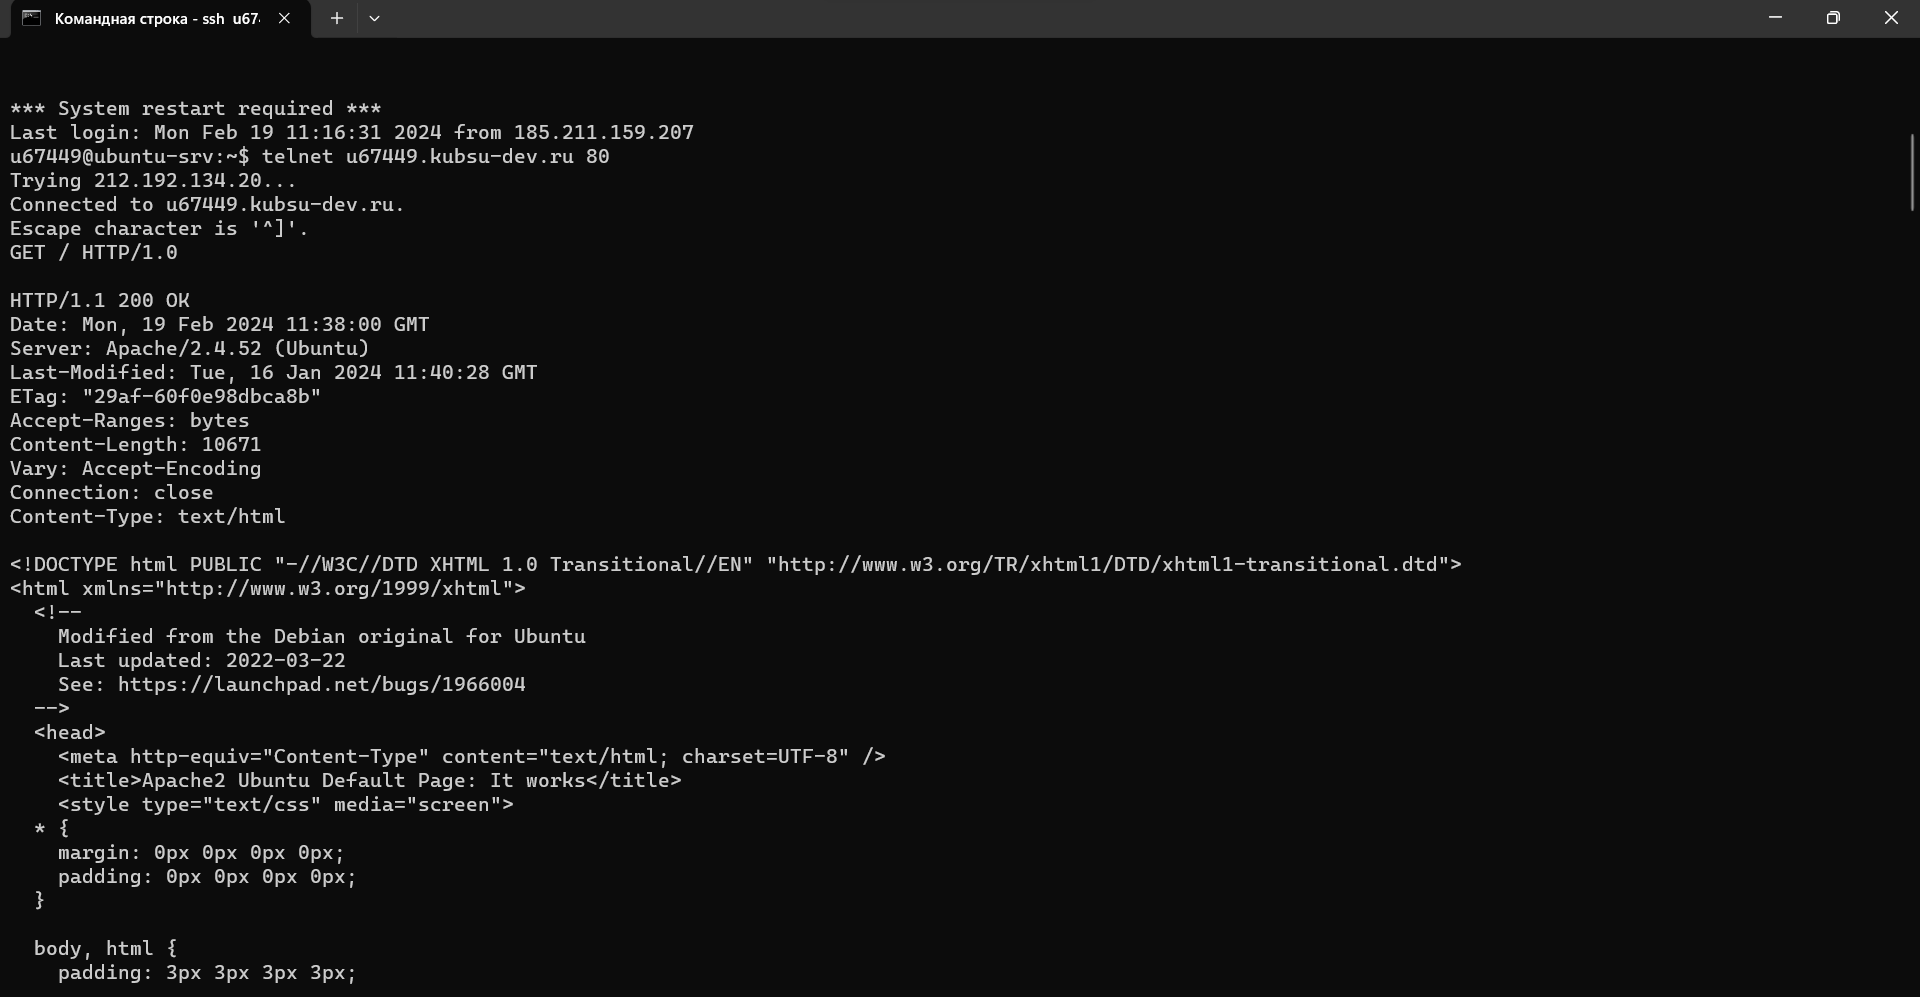 Командная строка - ssh u67
*** System restart required ***
Last login: Mon Feb 19 11:16:31 2024 from 185.211.159.207
u67449@ubuntu-srv:~$ telnet u67449.kubsu-dev.ru 80
Trying 212.192.134.20...
Connected to u67449.kubsu-dev.ru.
Escape character is '^]'.
GET / HTTP/1.0

HTTP/1.1 200 OK
Date: Mon, 19 Feb 2024 11:38:00 GMT
Server: Apache/2.4.52 (Ubuntu)
Last-Modified: Tue, 16 Jan 2024 11:40:28 GMT
ETag: "29af-60f0e98dbca8b"
Accept-Ranges: bytes
Content-Length: 10671
Vary: Accept-Encoding
Connection: close
Content-Type: text/html

<!DOCTYPE html PUBLIC "-//W3C//DTD XHTML 1.0 Transitional//EN" "http://www.w3.org/TR/xhtml1/DTD/xhtml1-transitional.dtd">
<html xmlns="http://www.w3.org/1999/xhtml">
  <!--
    Modified from the Debian original for Ubuntu
    Last updated: 2022-03-22
    See: https://launchpad.net/bugs/1966004
  -->
  <head>
    <meta http-equiv="Content-Type" content="text/html; charset=UTF-8" />
    <title>Apache2 Ubuntu Default Page: It works</title>
    <style type="text/css" media="screen">
  * {
    margin: 0px 0px 0px 0px;
    padding: 0px 0px 0px 0px;
  }

  body, html {
    padding: 3px 3px 3px 3px;